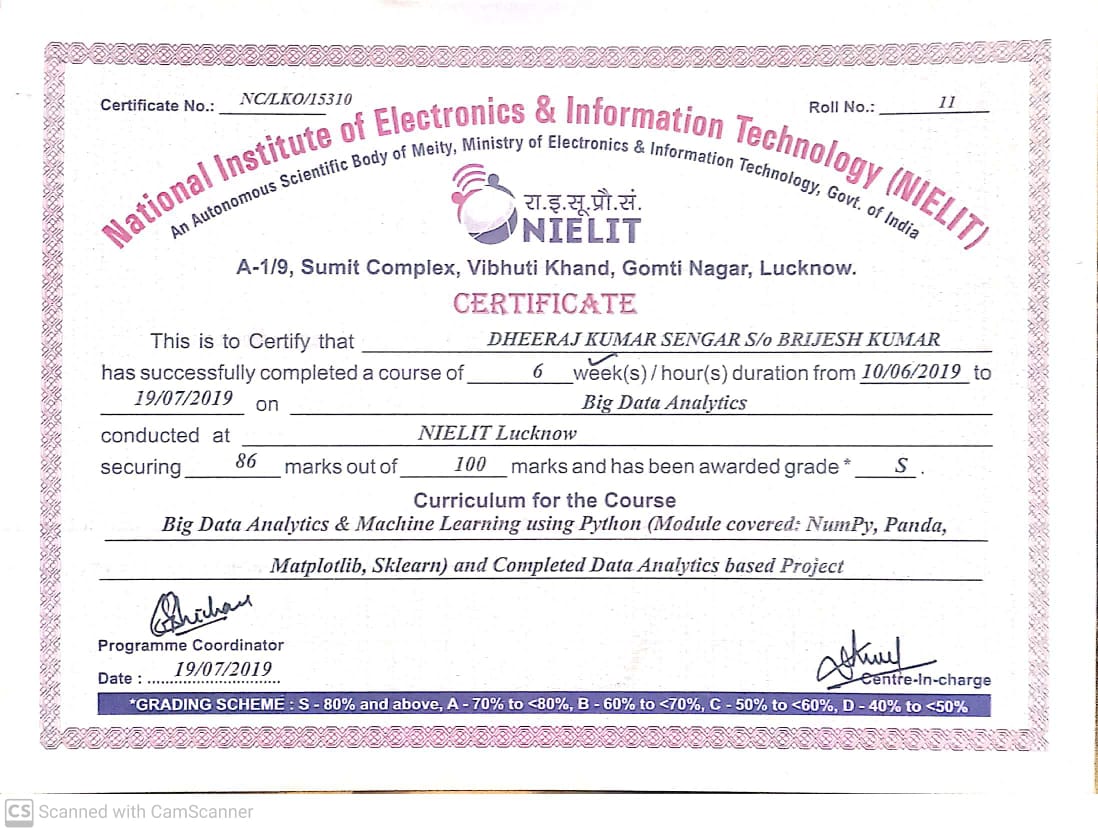 Certificate No.: NC/LKO/15310 Roll No.: 11
National Institute of Electronics & Information Technology (NIELIT)
An Autonomous Scientific Body of Meity, Ministry of Electronics & Information Technology, Govt. of India
रा.इ.सू.प्रौ.सं.
NIELIT
A-1/9, Sumit Complex, Vibhuti Khand, Gomti Nagar, Lucknow.
CERTIFICATE
This is to Certify that DHEERAJ KUMAR SENGAR S/o BRIJESH KUMAR
has successfully completed a course of 6 week(s) / hour(s) duration from 10/06/2019 to
19/07/2019 on Big Data Analytics
conducted at NIELIT Lucknow
securing 86 marks out of 100 marks and has been awarded grade * S .
Curriculum for the Course
Big Data Analytics & Machine Learning using Python (Module covered: NumPy, Panda,
Matplotlib, Sklearn) and Completed Data Analytics based Project
Programme Coordinator
Date : 19/07/2019
Centre-In-charge
*GRADING SCHEME : S - 80% and above, A - 70% to <80%, B - 60% to <70%, C - 50% to <60%, D - 40% to <50%
CS Scanned with CamScanner